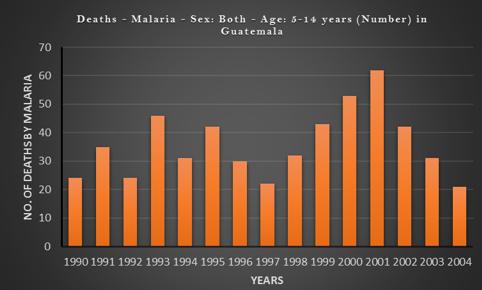 Deaths - Malaria - Sex: Both - Age: 5-14 years (Number) in
Guatemala
NO. OF DEATHS BY MALARIA
70
60
50
40
30
20
10
0
1990 1991 1992 1993 1994 1995 1996 1997 1998 1999 2000 2001 2002 2003 2004
YEARS